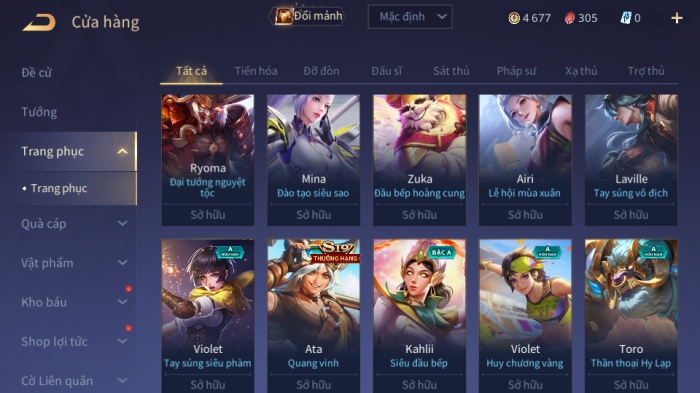 Cửa hàng
Đổi mảnh
Mặc định
4 677
305
0
Đề cử
Tướng
Trang phục
Trang phục
Quà cáp
Vật phẩm
Kho báu
Shop lợi tức
Cờ Liên quân
Tất cả
Tiến hóa
Đỡ đòn
Đấu sĩ
Sát thủ
Pháp sư
Xạ thủ
Trợ thủ
Ryoma
Đại tướng nguyệt
tộc
Sở hữu
Mina
Đào tạo siêu sao
Sở hữu
Zuka
Đầu bếp hoàng cung
Sở hữu
Airi
Lễ hội mùa xuân
Sở hữu
Laville
Tay súng vô địch
Sở hữu
Violet
Tay súng siêu phàm
Sở hữu
S19
THƯỞNG HẠNG
Ata
Quang vinh
Sở hữu
BẬC A
Kahlii
Siêu đầu bếp
Sở hữu
A
HỮU HẠN
Violet
Huy chương vàng
Sở hữu
A
HỮU HẠN
Toro
Thần thoại Hy Lạp
Sở hữu